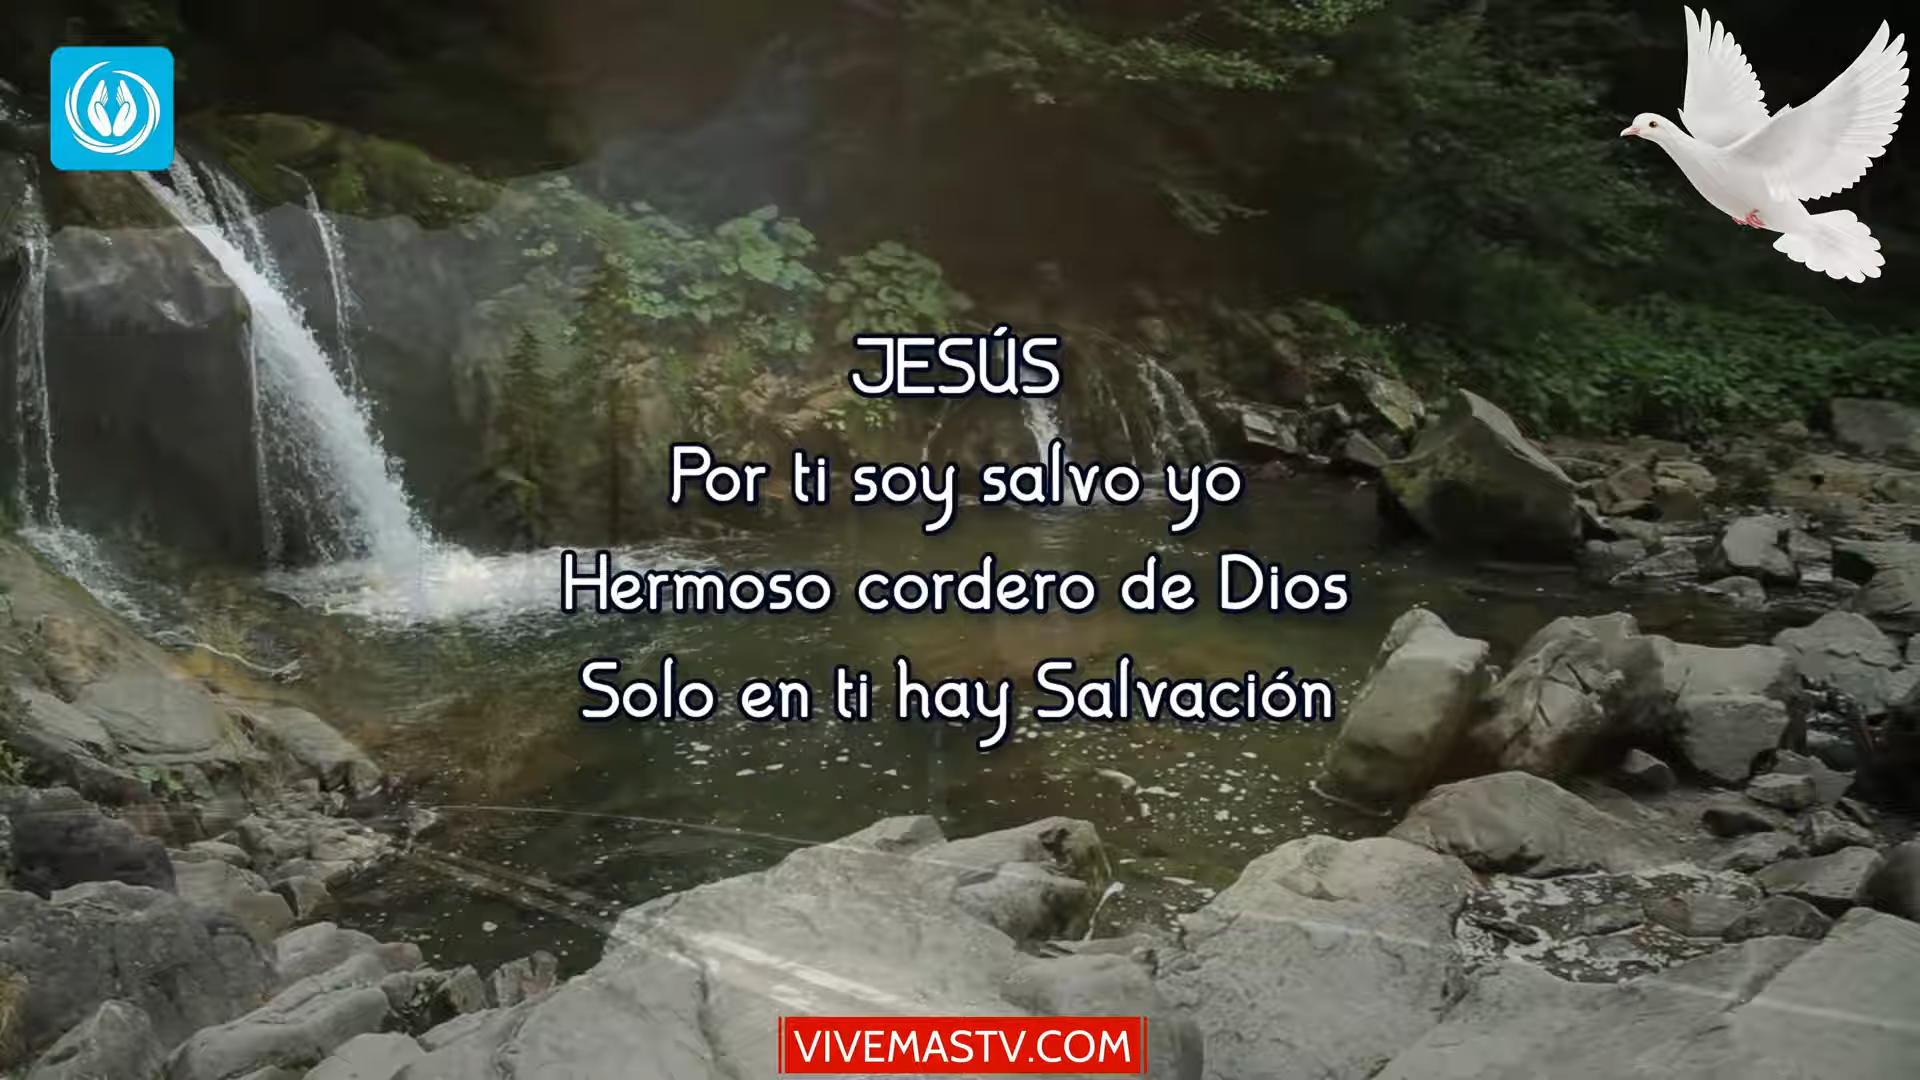 JESÚS
Por ti soy salvo yo
Hermoso cordero de Dios
Solo en ti hay Salvación
VIVEMASTV.COM